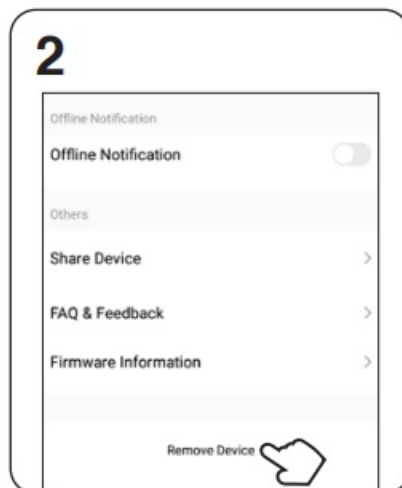 2
Offline Notification
Offline Notification
Others
Share Device
FAQ & Feedback
Firmware Information
Remove Device